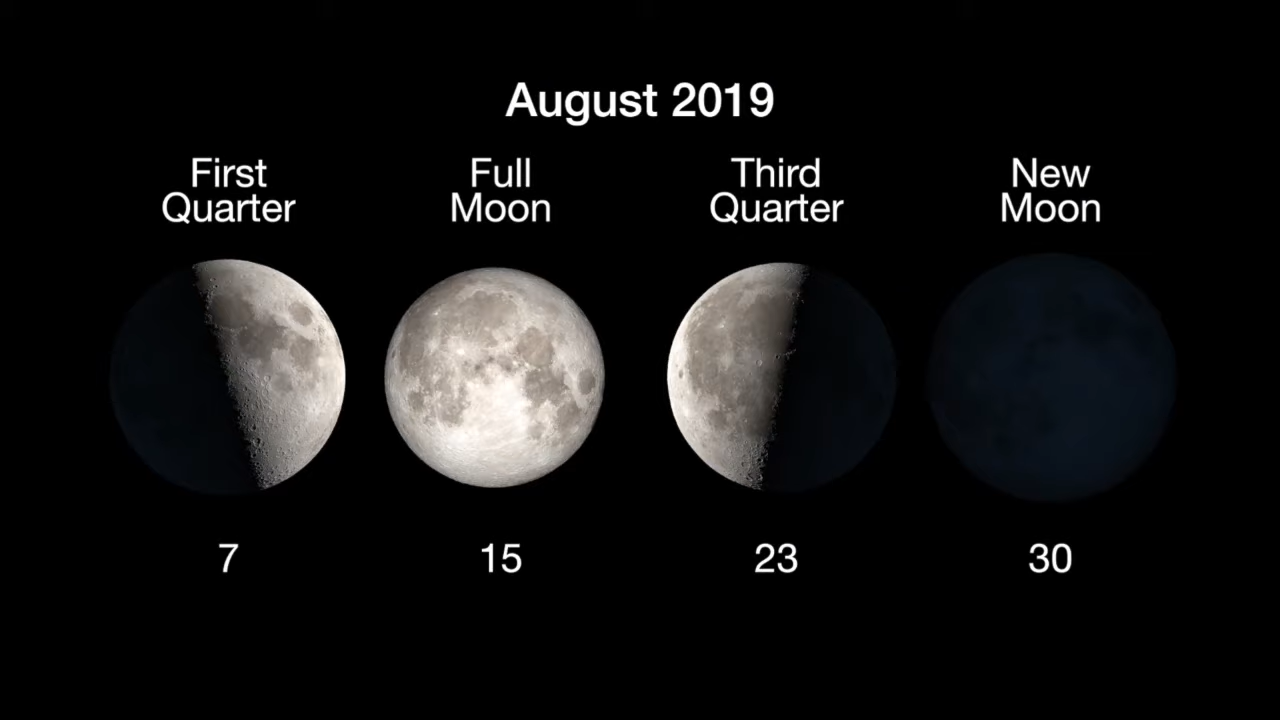 August 2019
First
Quarter
Full
Moon
Third
Quarter
New
Moon
7
15
23
30